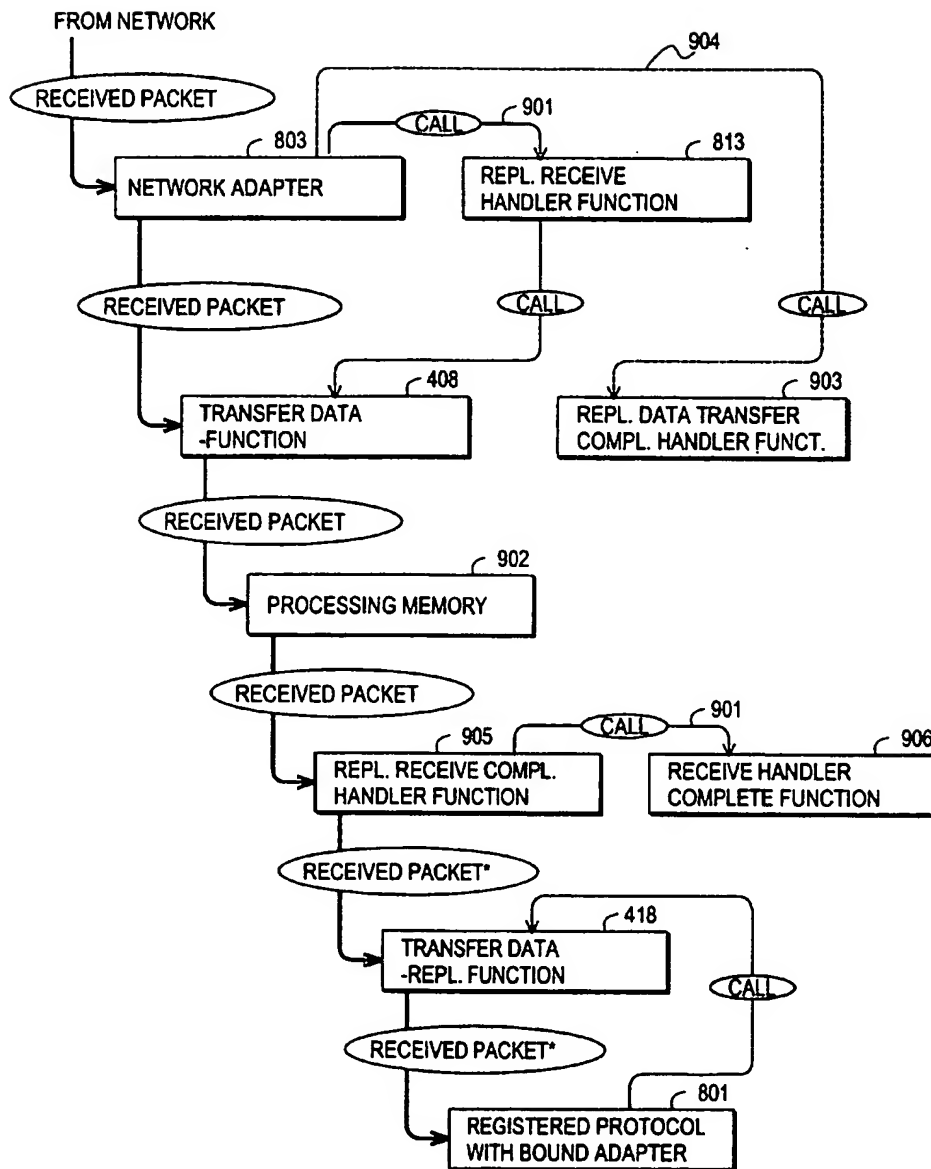 FROM NETWORK
904
RECEIVED PACKET
CALL
901
803
813
NETWORK ADAPTER
REPL. RECEIVE
HANDLER FUNCTION
RECEIVED PACKET
CALL
CALL
408
903
TRANSFER DATA
-FUNCTION
REPL. DATA TRANSFER
COMPL. HANDLER FUNCT.
RECEIVED PACKET
902
PROCESSING MEMORY
RECEIVED PACKET
CALL
901
905
906
REPL. RECEIVE COMPL.
HANDLER FUNCTION
RECEIVE HANDLER
COMPLETE FUNCTION
RECEIVED PACKET*
418
TRANSFER DATA
-REPL. FUNCTION
CALL
RECEIVED PACKET*
801
REGISTERED PROTOCOL
WITH BOUND ADAPTER